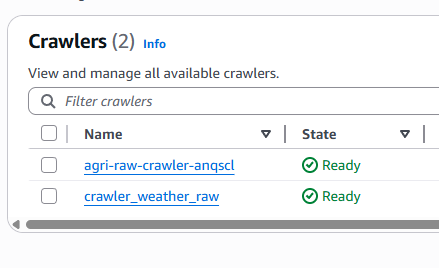 Crawlers (2) Info
View and manage all available crawlers.
Filter crawlers
Name State
agri-raw-crawler-anqscl Ready
crawler_weather_raw Ready